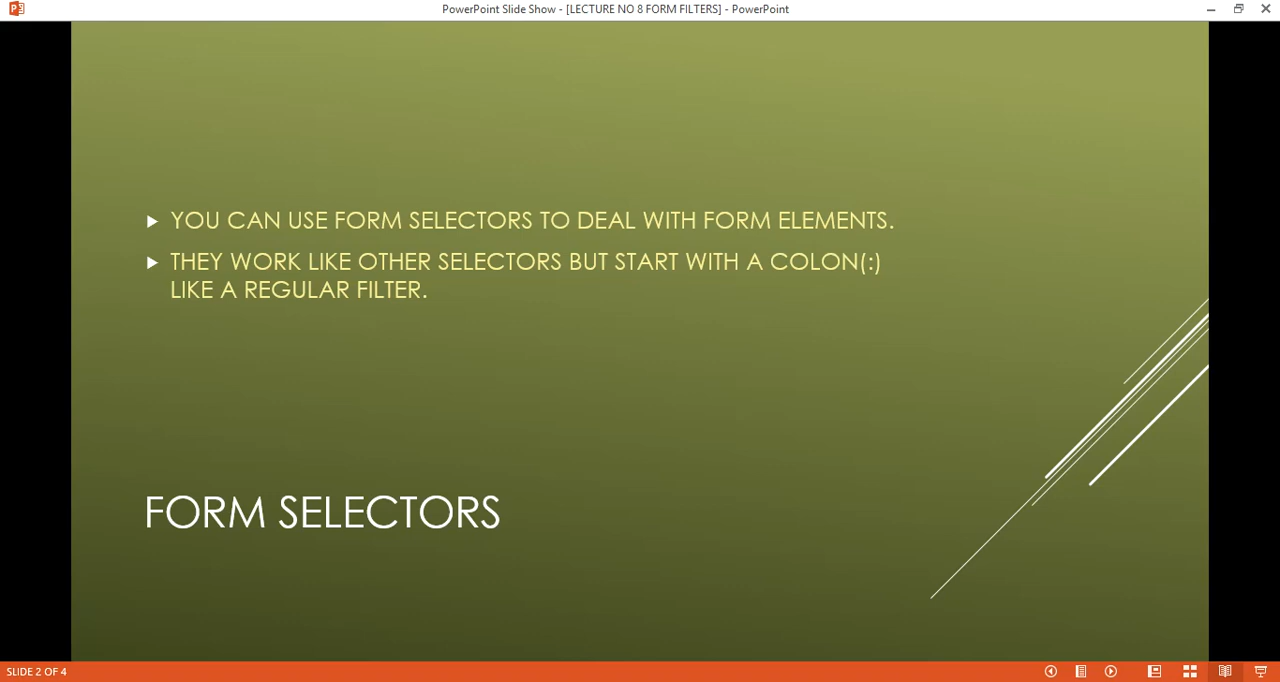 PowerPoint Slide Show - [LECTURE NO 8 FORM FILTERS] - PowerPoint
YOU CAN USE FORM SELECTORS TO DEAL WITH FORM ELEMENTS.
THEY WORK LIKE OTHER SELECTORS BUT START WITH A COLON(:)
LIKE A REGULAR FILTER.
FORM SELECTORS
SLIDE 2 OF 4